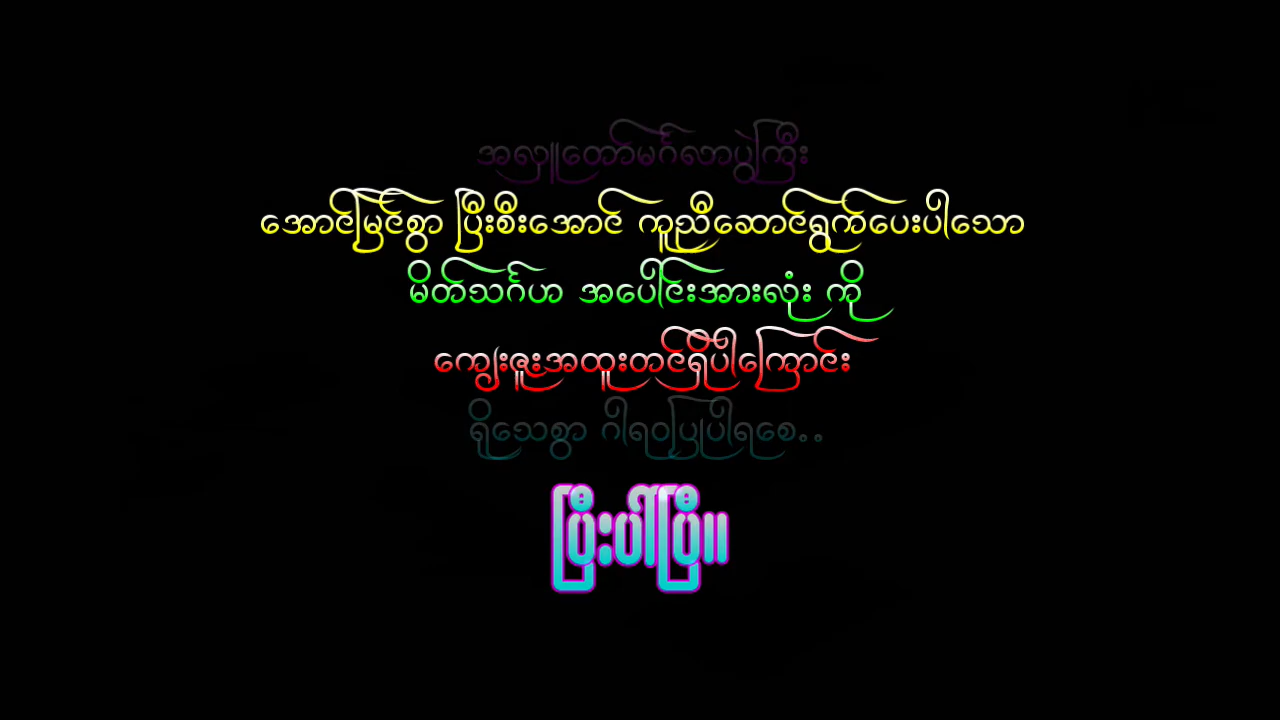 အလှူတော်မင်္ဂလာပွဲကြီး
အောင်မြင်စွာ ပြီးစီးအောင် ကူညီဆောင်ရွက်ပေးပါသော
မိတ်သင်္ဂဟ အပေါင်းအားလုံး ကို
ကျေးဇူးအထူးတင်ရှိပါကြောင်း
ရိုသေစွာ ဂါရဝပြုပါရစေ..
ပြီးပါပြီ။